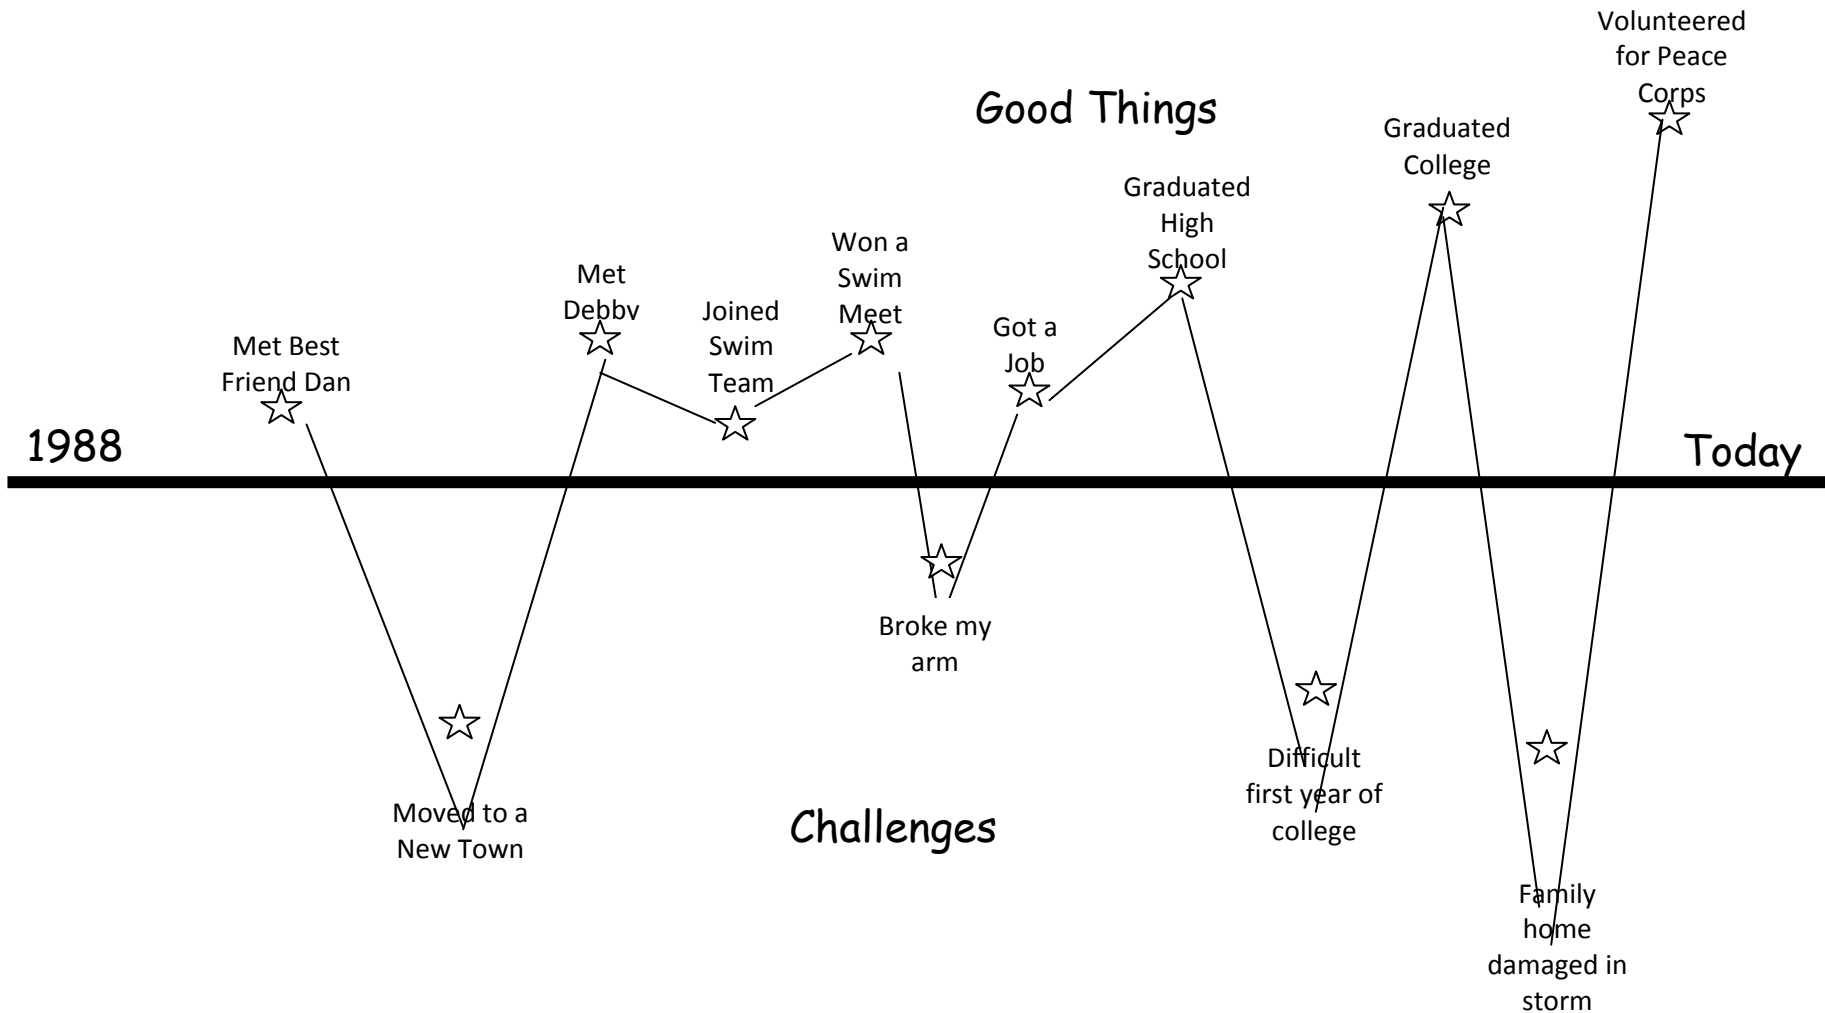 Volunteered
for Peace
Corps
Good Things
Graduated
College
Graduated
High
School
Won a
Swim
Meet
Met
Debby
Joined
Swim
Team
Got a
Job
Met Best
Friend Dan
1988
Today
Broke my
arm
Difficult
first year of
college
Moved to a
New Town
Challenges
Family
home
damaged in
storm